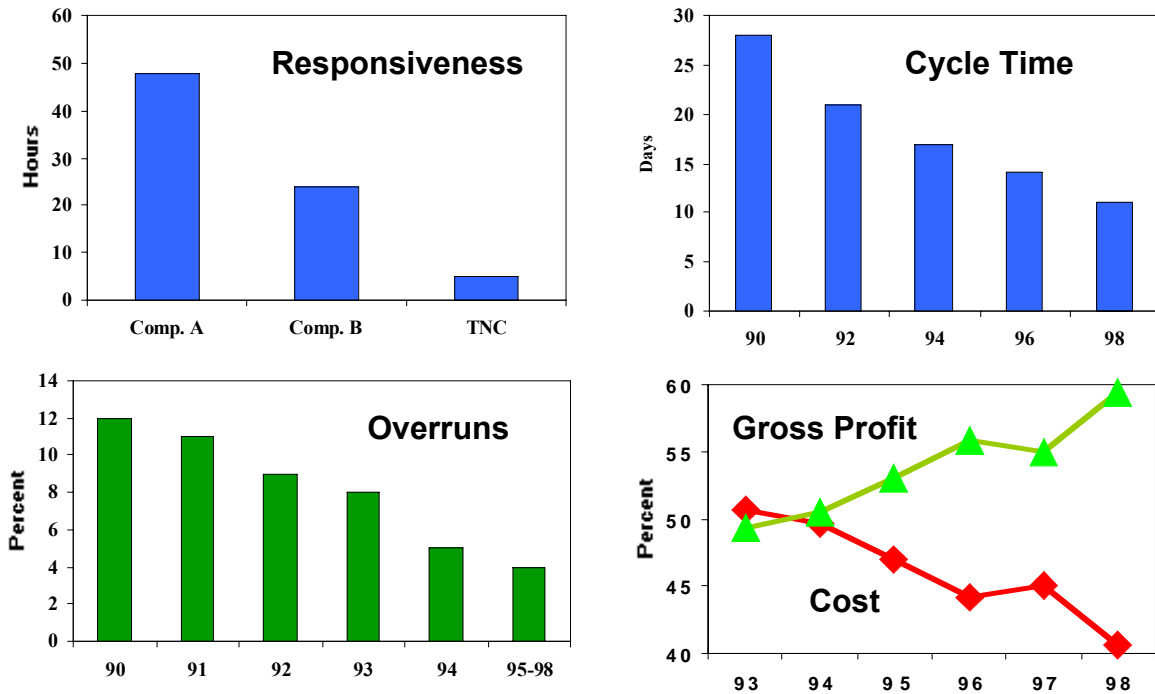 Responsiveness
Hours
60
50
40
30
20
10
0
Comp. A Comp. B TNC
Cycle Time
Days
30
25
20
15
10
5
0
90 92 94 96 98
Overruns
Percent
14
12
10
8
6
4
2
0
90 91 92 93 94 95-98
Gross Profit
Cost
Percent
60
55
50
45
40
93 94 95 96 97 98